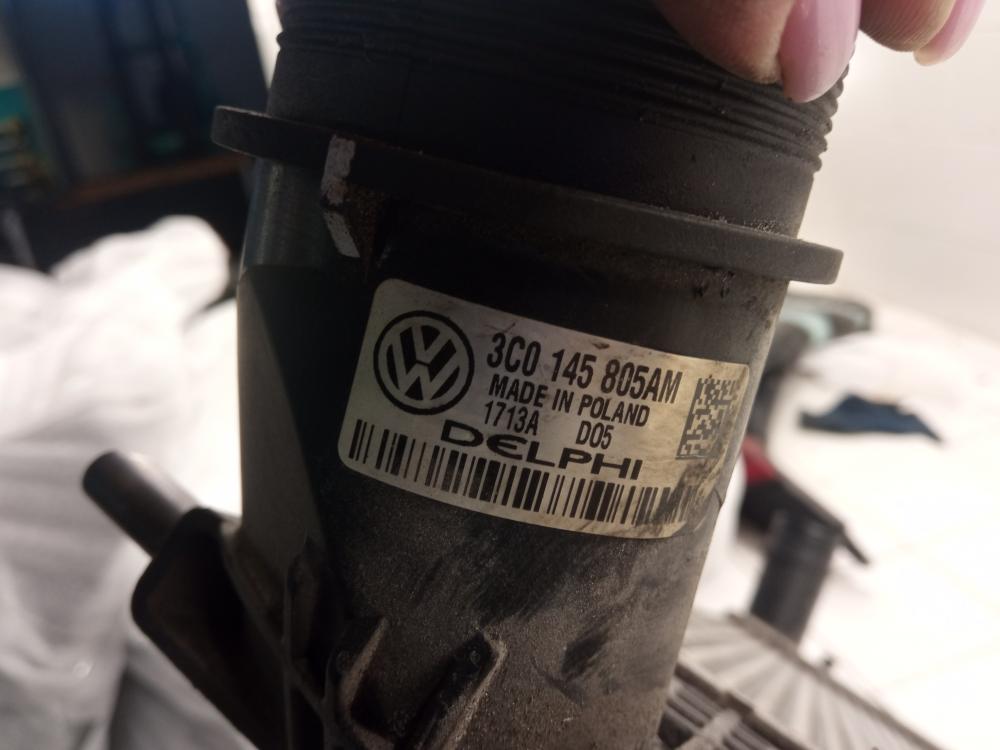 3C0 145 805AM
MADE IN POLAND
1713A D05
DELPHI